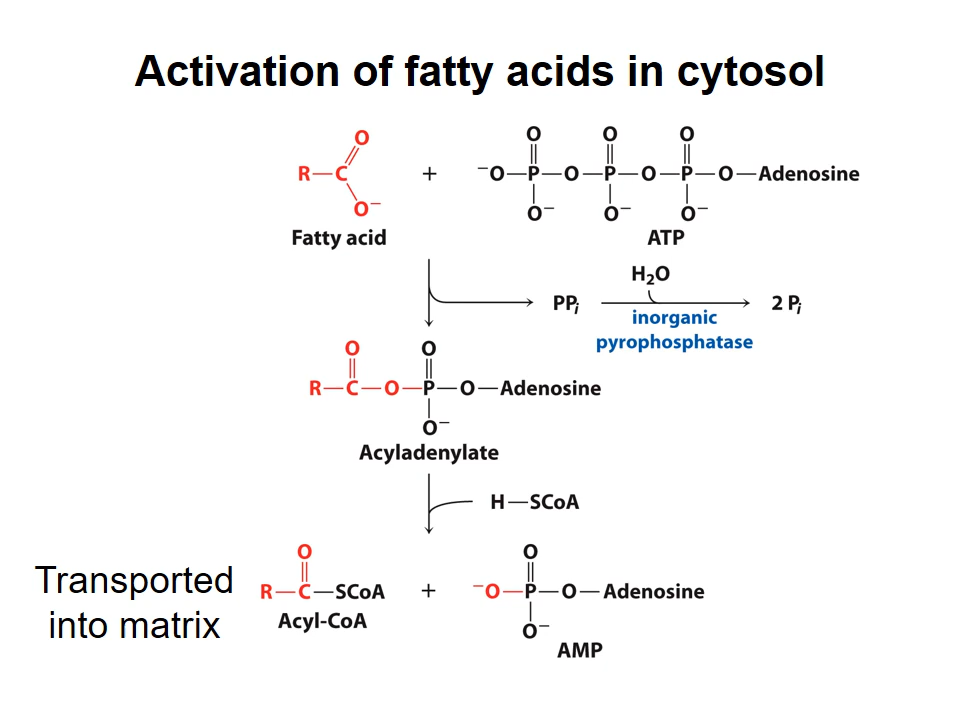 Activation of fatty acids in cytosol
O O O O
R—C + ⁻O—P—O—P—O—P—O—Adenosine
O⁻ O⁻ O⁻ O⁻
Fatty acid ATP
H₂O
PPᵢ 2 Pᵢ
inorganic
pyrophosphatase
O O
R—C—O—P—O—Adenosine
O⁻
Acyladenylate
H—SCoA
O O
Transported R—C—SCoA + ⁻O—P—O—Adenosine
into matrix Acyl-CoA O⁻
AMP